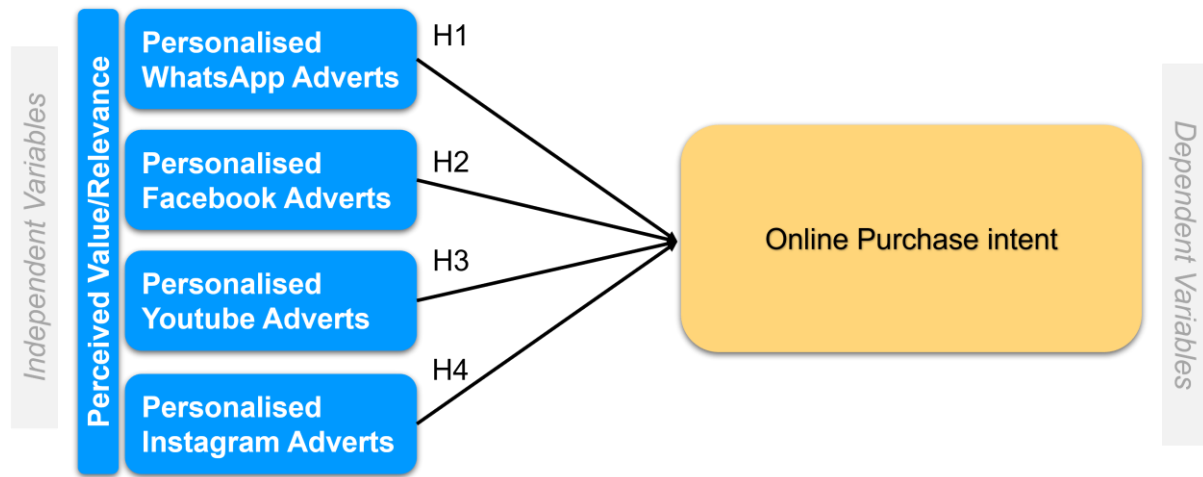 Independent Variables
Perceived Value/Relevance
Personalised
WhatsApp Adverts
H1
Personalised
Facebook Adverts
H2
Personalised
Youtube Adverts
H3
Personalised
Instagram Adverts
H4
Online Purchase intent
Dependent Variables